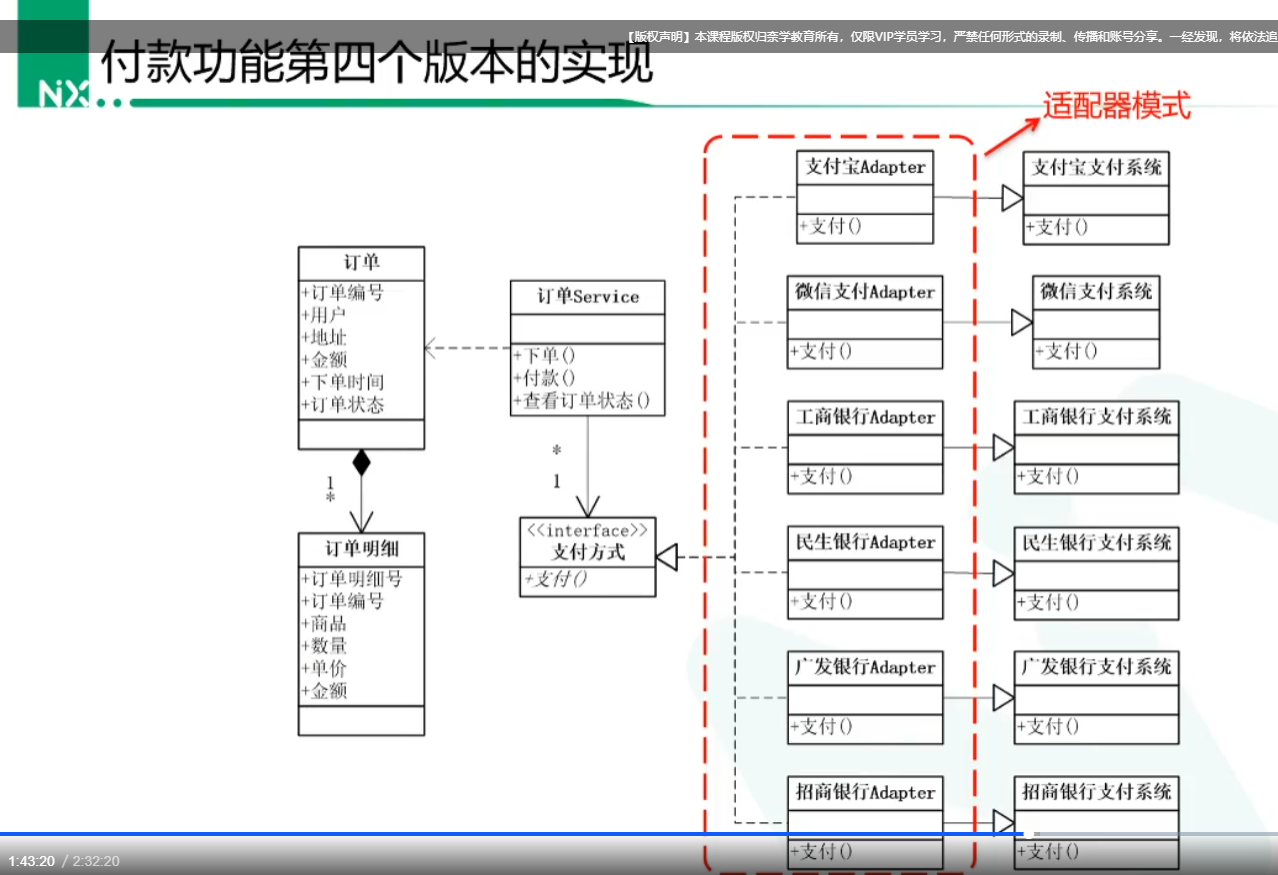 【版权声明】本课程版权归奈学教育所有，仅限VIP学员学习，严禁任何形式的录制、传播和账号分享。一经发现，将依法追
付款功能第四个版本的实现
NX
适配器模式
订单
+订单编号
+用户
+地址
+金额
+下单时间
+订单状态
1
*
订单明细
+订单明细号
+订单编号
+商品
+数量
+单价
+金额
订单Service
+下单()
+付款()
+查看订单状态()
*
1
<<interface>>
支付方式
+支付()
支付宝Adapter
+支付()
支付宝支付系统
+支付()
微信支付Adapter
+支付()
微信支付系统
+支付()
工商银行Adapter
+支付()
工商银行支付系统
+支付()
民生银行Adapter
+支付()
民生银行支付系统
+支付()
广发银行Adapter
+支付()
广发银行支付系统
+支付()
招商银行Adapter
+支付()
招商银行支付系统
+支付()
1:43:20 / 2:32:20